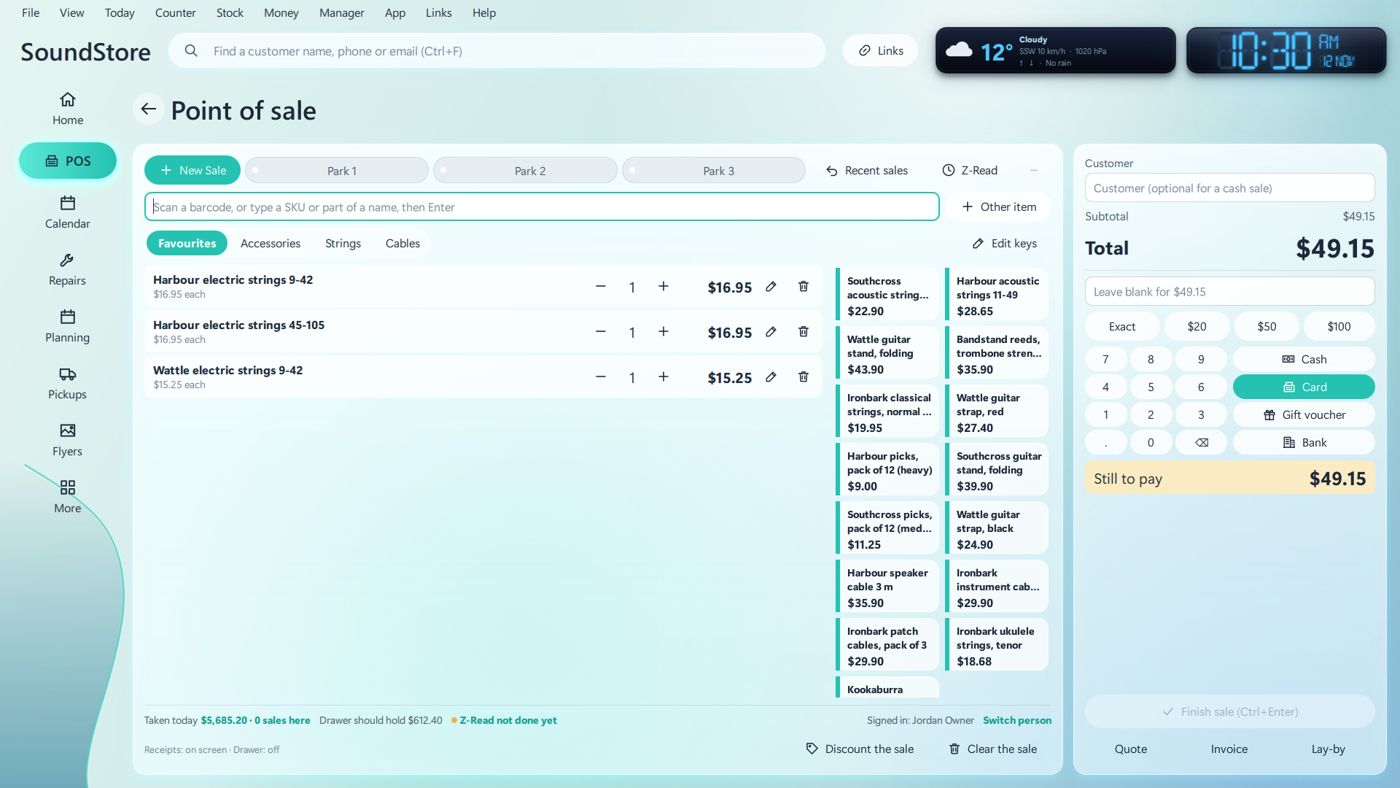 File View Today Counter Stock Money Manager App Links Help
SoundStore
Find a customer name, phone or email (Ctrl+F)
Links
12°
Cloudy
SSW 10 km/h · 1020 hPa
↑ ↓ · No rain
10:30 AM
12 NOV
Home
POS
Calendar
Repairs
Planning
Pickups
Flyers
More
Point of sale
New Sale
Park 1
Park 2
Park 3
Recent sales
Z-Read
Scan a barcode, or type a SKU or part of a name, then Enter
Other item
Favourites
Accessories
Strings
Cables
Edit keys
Harbour electric strings 9-42
$16.95 each
1
$16.95
Harbour electric strings 45-105
$16.95 each
1
$16.95
Wattle electric strings 9-42
$15.25 each
1
$15.25
Southcross
acoustic string...
$22.90
Harbour acoustic
strings 11-49
$28.65
Wattle guitar
stand, folding
$43.90
Bandstand reeds,
trombone stren...
$35.90
Ironbark classical
strings, normal ...
$19.95
Wattle guitar
strap, red
$27.40
Harbour picks,
pack of 12 (heavy)
$9.00
Southcross guitar
stand, folding
$39.90
Southcross picks,
pack of 12 (med...
$11.25
Wattle guitar
strap, black
$24.90
Harbour speaker
cable 3 m
$35.90
Ironbark
instrument cab...
$29.90
Ironbark patch
cables, pack of 3
$29.90
Ironbark ukulele
strings, tenor
$18.68
Kookaburra
Taken today $5,685.20 · 0 sales here Drawer should hold $612.40 Z-Read not done yet
Signed in: Jordan Owner Switch person
Receipts: on screen · Drawer: off
Discount the sale
Clear the sale
Customer
Customer (optional for a cash sale)
Subtotal $49.15
Total $49.15
Leave blank for $49.15
Exact $20 $50 $100
7 8 9 Cash
4 5 6 Card
1 2 3 Gift voucher
. 0 ⌫ Bank
Still to pay $49.15
Finish sale (Ctrl+Enter)
Quote Invoice Lay-by